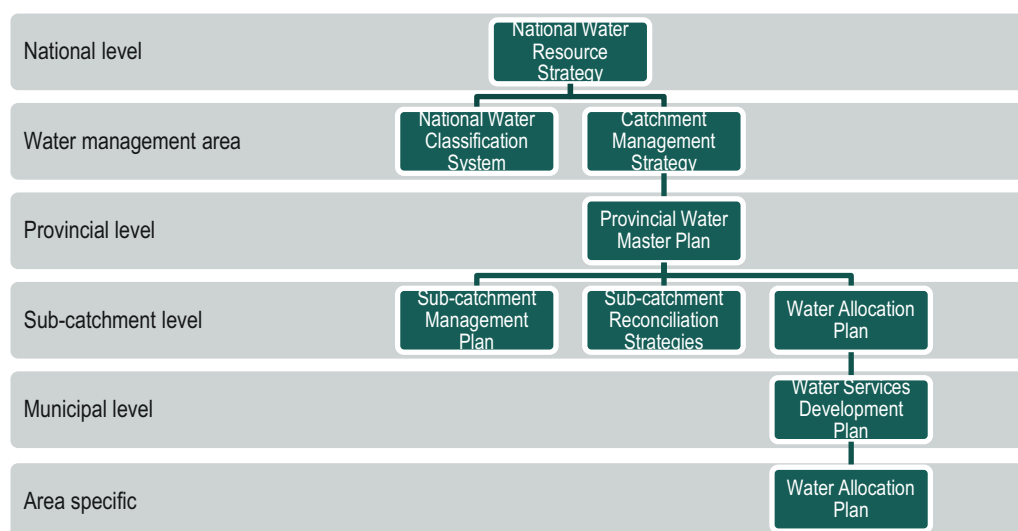 National level
National Water
Resource
Strategy
Water management area
National Water
Classification
System
Catchment
Management
Strategy
Provincial level
Provincial Water
Master Plan
Sub-catchment level
Sub-catchment
Management
Plan
Sub-catchment
Reconciliation
Strategies
Water Allocation
Plan
Municipal level
Water Services
Development
Plan
Area specific
Water Allocation
Plan